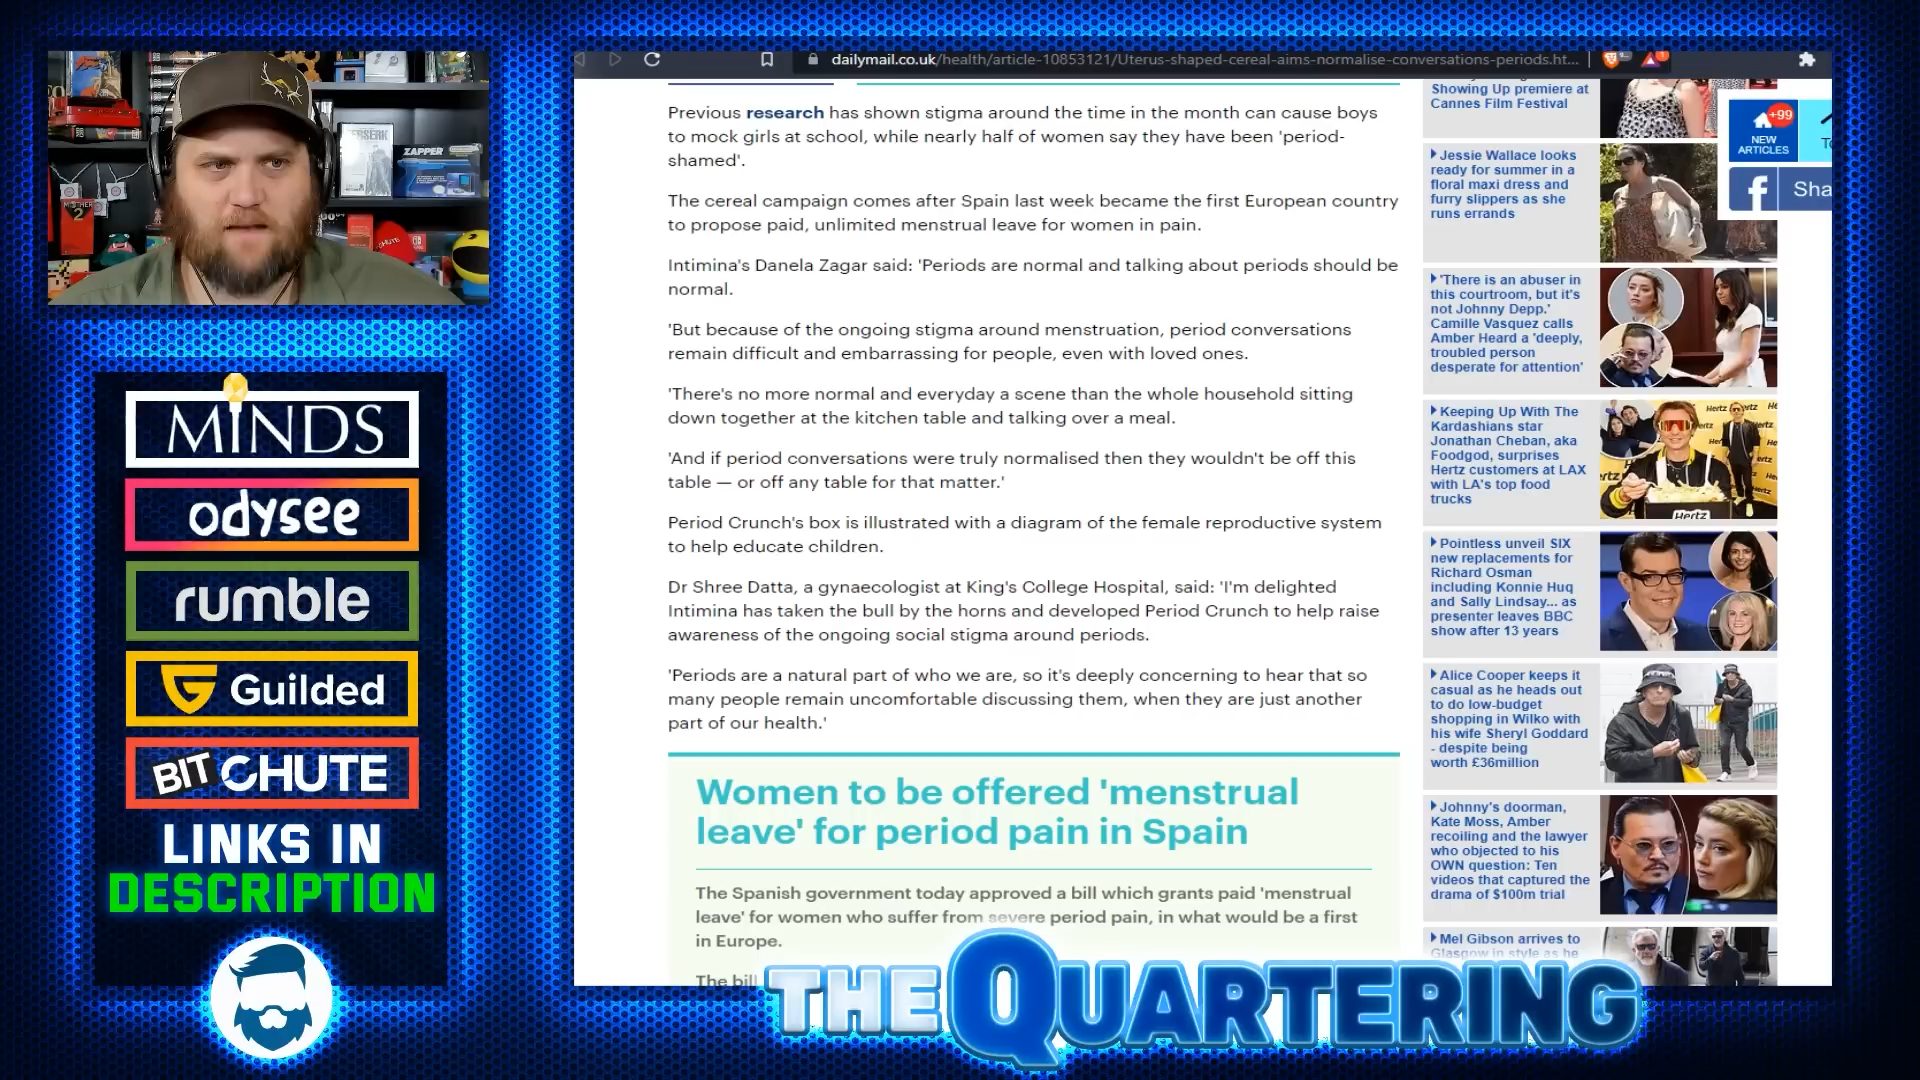 dailymail.co.uk/health/article-10853121/Uterus-shaped-cereal-aims-normalise-conversations-periods.ht...
Previous research has shown stigma around the time in the month can cause boys
to mock girls at school, while nearly half of women say they have been 'period-
shamed'.
The cereal campaign comes after Spain last week became the first European country
to propose paid, unlimited menstrual leave for women in pain.
Intimina's Danela Zagar said: 'Periods are normal and talking about periods should be
normal.
'But because of the ongoing stigma around menstruation, period conversations
remain difficult and embarrassing for people, even with loved ones.
'There's no more normal and everyday a scene than the whole household sitting
down together at the kitchen table and talking over a meal.
'And if period conversations were truly normalised then they wouldn't be off this
table — or off any table for that matter.'
Period Crunch's box is illustrated with a diagram of the female reproductive system
to help educate children.
Dr Shree Datta, a gynaecologist at King's College Hospital, said: 'I'm delighted
Intimina has taken the bull by the horns and developed Period Crunch to help raise
awareness of the ongoing social stigma around periods.
'Periods are a natural part of who we are, so it's deeply concerning to hear that so
many people remain uncomfortable discussing them, when they are just another
part of our health.'
Women to be offered 'menstrual
leave' for period pain in Spain
The Spanish government today approved a bill which grants paid 'menstrual
leave' for women who suffer from severe period pain, in what would be a first
in Europe.
The bill
Showing Up premiere at
Cannes Film Festival
Jessie Wallace looks
ready for summer in a
floral maxi dress and
furry slippers as she
runs errands
'There is an abuser in
this courtroom, but it's
not Johnny Depp.'
Camille Vasquez calls
Amber Heard a 'deeply,
troubled person
desperate for attention'
Keeping Up With The
Kardashians star
Jonathan Cheban, aka
Foodgod, surprises
Hertz customers at LAX
with LA's top food
trucks
Pointless unveil SIX
new replacements for
Richard Osman
including Konnie Huq
and Sally Lindsay... as
presenter leaves BBC
show after 13 years
Alice Cooper keeps it
casual as he heads out
to do low-budget
shopping in Wilko with
his wife Sheryl Goddard
- despite being
worth £36million
Johnny's doorman,
Kate Moss, Amber
recoiling and the lawyer
who objected to his
OWN question: Ten
videos that captured the
drama of $100m trial
Mel Gibson arrives to
Glasgow in style as he
+99
NEW
ARTICLES
To
f Sha
Hertz
BERSERK
ZAPPER
MOTHER
2
MINDS
odysee
rumble
Guilded
BITCHUTE
LINKS IN
DESCRIPTION
THE QUARTERING